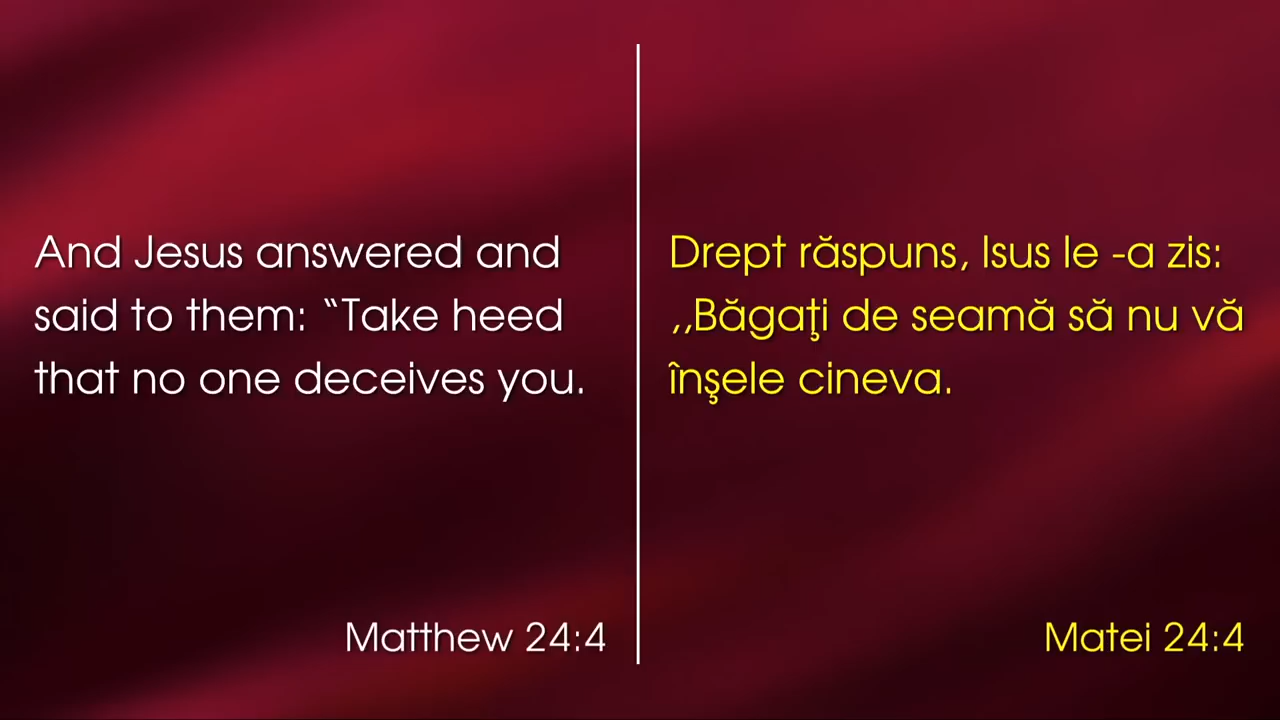 And Jesus answered and
said to them: “Take heed
that no one deceives you.
Matthew 24:4
Drept răspuns, Isus le -a zis:
,,Băgaţi de seamă să nu vă
înşele cineva.
Matei 24:4